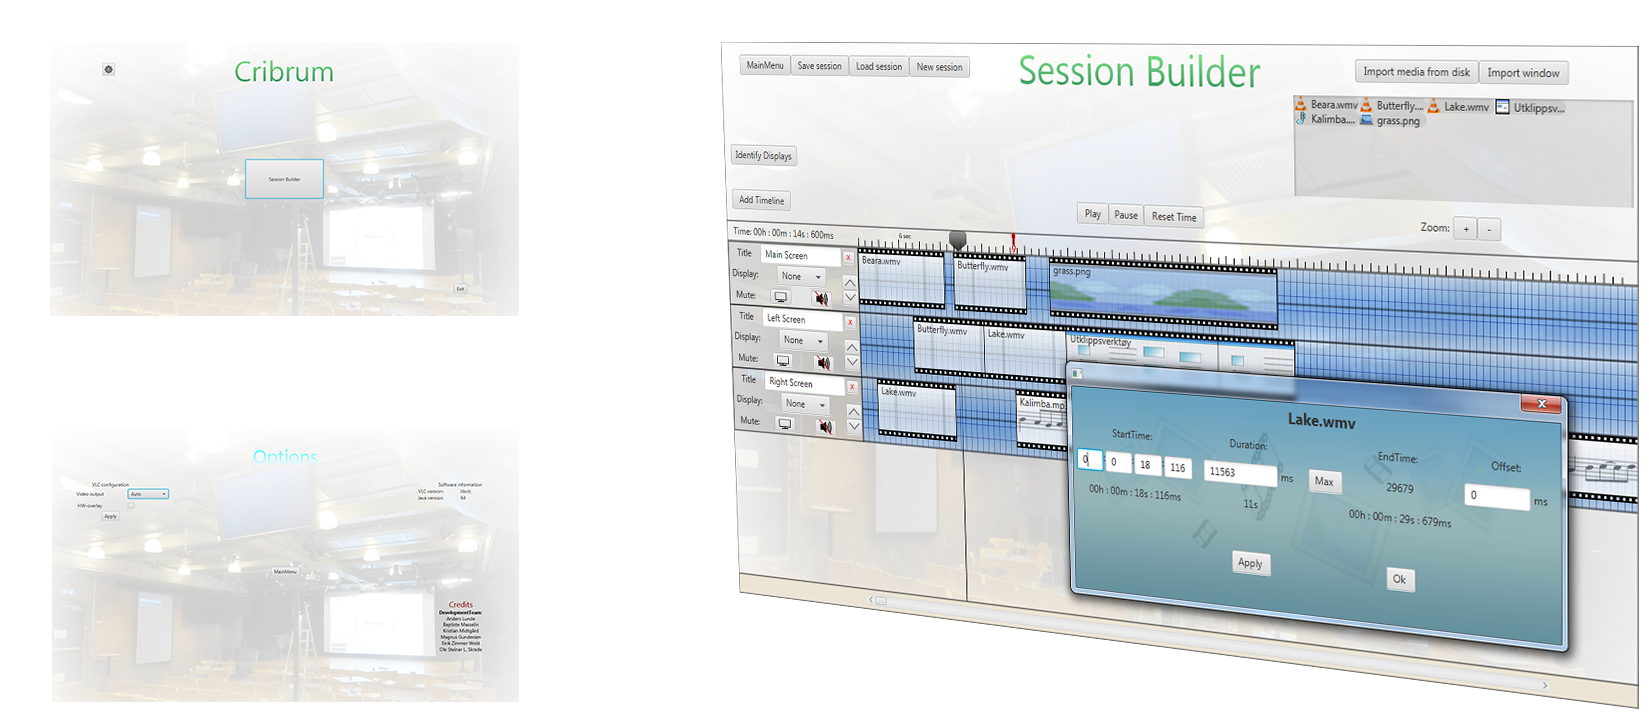 Cribrum
Session Builder
Exit
Options
VLC configuration
Video output
Auto
HW-overlay
Apply
Software information
VLC version: libvlc
Java version: 64
MainMenu
Credits
DevelopmentTeam:
Anders Lunde
Baptiste Masselin
Kristian Midtgård
Magnus Gundersen
Eirik Zimmer Wold
Ole Steinar L. Skrede
MainMenu Save session Load session New session
Session Builder
Import media from disk Import window
Beara.wmv Butterfly.... Lake.wmv Utklippsv...
Kalimba.... grass.png
Identify Displays
Add Timeline
Play Pause Reset Time
Zoom: + -
Time: 00h : 00m : 14s : 600ms
6 sec
Title Main Screen x
Display: None
Mute:
Beara.wmv Butterfly.wmv grass.png
Title Left Screen x
Display: None
Mute:
Butterfly.wmv Lake.wmv Utklippsverktøy
Title Right Screen x
Display: None
Mute:
Lake.wmv Kalimba.mp
Lake.wmv
StartTime: Duration: EndTime: Offset:
0 : 0 : 18 : 116 11563 ms Max 29679 0 ms
00h : 00m : 18s : 116ms 11s 00h : 00m : 29s : 679ms
Apply Ok